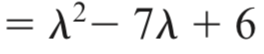 = λ² − 7λ + 6